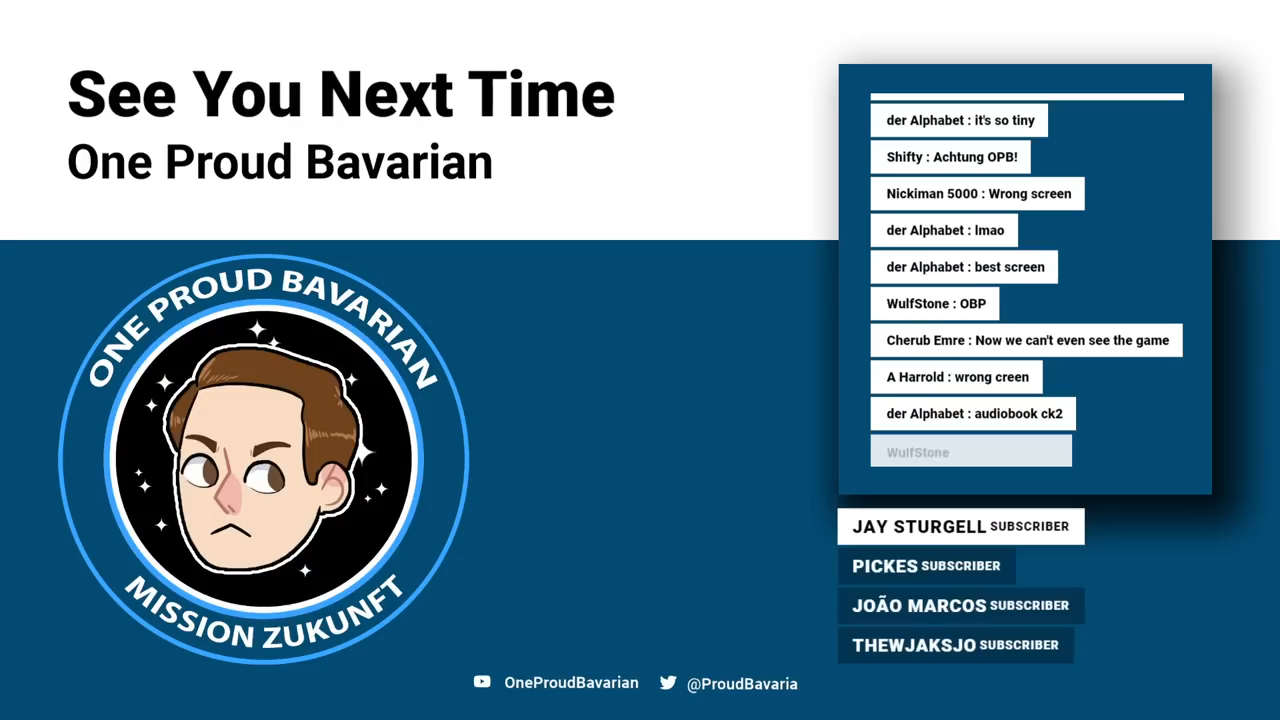 See You Next Time
One Proud Bavarian
ONE PROUD BAVARIAN
MISSION ZUKUNFT
der Alphabet : it's so tiny
Shifty : Achtung OPB!
Nickiman 5000 : Wrong screen
der Alphabet : lmao
der Alphabet : best screen
WulfStone : OBP
Cherub Emre : Now we can't even see the game
A Harrold : wrong creen
der Alphabet : audiobook ck2
WulfStone
JAY STURGELL SUBSCRIBER
PICKES SUBSCRIBER
JOÃO MARCOS SUBSCRIBER
THEWJAKSJO SUBSCRIBER
OneProudBavarian @ProudBavaria